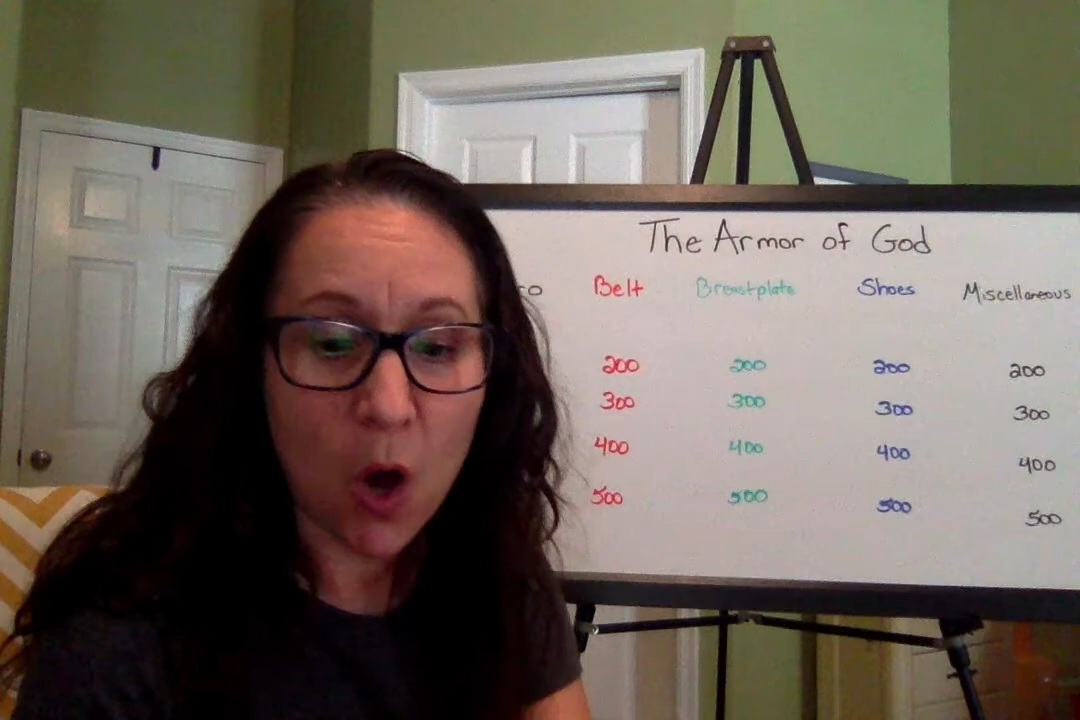 The Armor of God
Belt Breastplate Shoes Miscellaneous
200 200 200 200
300 300 300 300
400 400 400 400
500 500 500 500